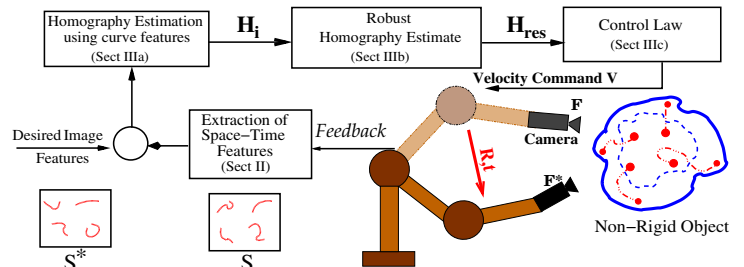 Homography Estimation
using curve features
(Sect IIIa)
H_i
Robust
Homography Estimate
(Sect IIIb)
H_res
Control Law
(Sect IIIc)
Velocity Command V
F
Camera
Desired Image
Features
Extraction of
Space−Time
Features
(Sect II)
Feedback
R,t
F*
Non−Rigid Object
S*
S